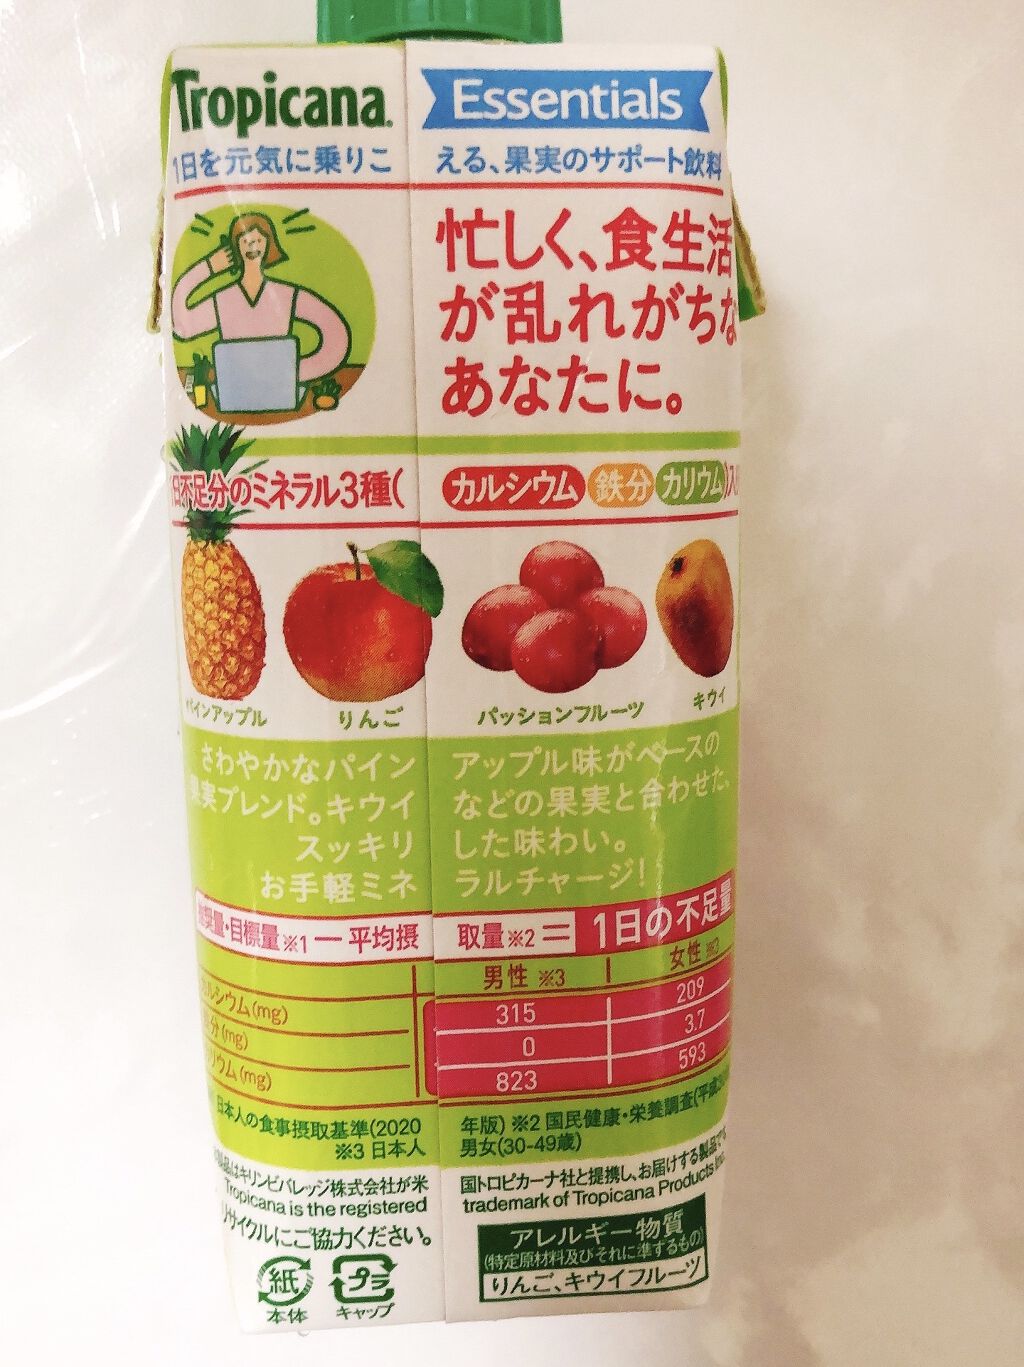 Tropicana Essentials
1日を元気に乗りこえる、果実のサポート飲料
忙しく、食生活
が乱れがちな
あなたに。
日不足分のミネラル3種(カルシウム 鉄分 カリウム)入
パインアップル りんご パッションフルーツ キウイ
さわやかなパインアップル味がベースの
果実ブレンド。キウイなどの果実と合わせた、
スッキリした味わい。
お手軽ミネラルチャージ!
推奨量・目標量※1ー平均摂取量※2=1日の不足量
男性※3 女性※3
カルシウム(mg) 315 209
鉄分(mg) 0 3.7
カリウム(mg) 823 593
日本人の食事摂取基準(2020年版) ※2 国民健康・栄養調査(平成
※3 日本人男女(30-49歳)
製品はキリンビバレッジ株式会社が米国トロピカーナ社と提携し、お届けする製品です。
Tropicana is the registered trademark of Tropicana Products Inc.
リサイクルにご協力ください。
アレルギー物質
(特定原材料及びそれに準ずるもの)
りんご、キウイフルーツ
紙 プラ
本体 キャップ